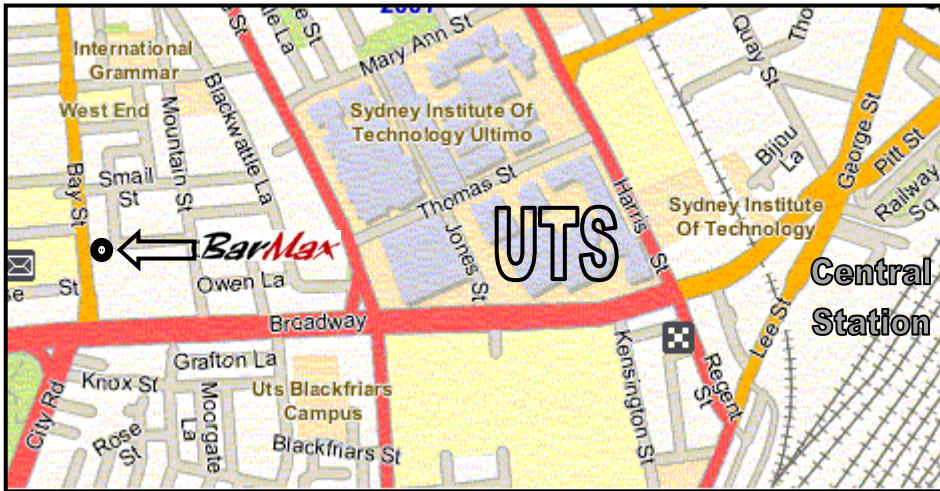 International
Grammar
West End
Mountain St
Blackwattle La
Mary Ann St
Sydney Institute Of
Technology Ultimo
Quay St
Bijou
La
George St
Pitt St
Railway
Sq
Bay St
Small
St
Thomas St
Jones St
UTS
Harris St
Sydney Institute
Of Technology
BarMax
Owen La
St
Central
Station
Broadway
Lee St
Kensington St
Regent
St
City Rd
Knox St
Grafton La
Rose
St
Moorgate
La
Uts Blackfriars
Campus
Blackfriars St